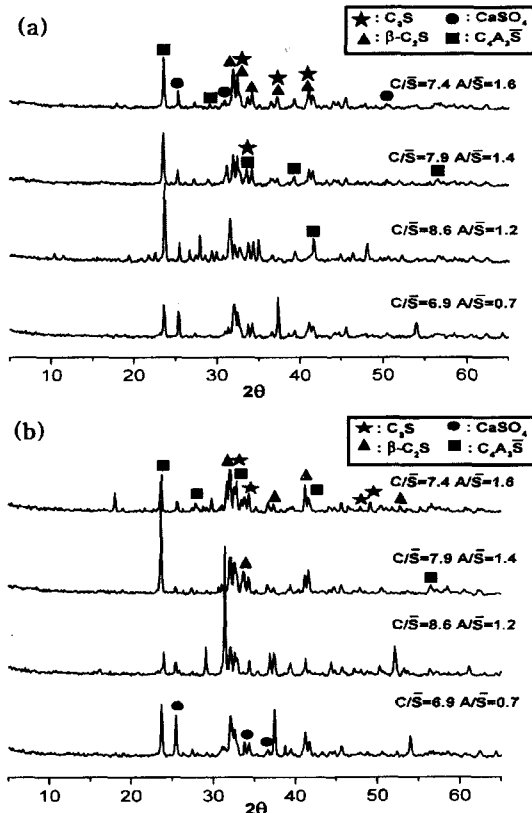 (a)
★ : C₃S ● : CaSO₄
▲ : β-C₂S ■ : C₄A₃S̅
C/S̅=7.4 A/S̅=1.6
C/S̅=7.9 A/S̅=1.4
C/S̅=8.6 A/S̅=1.2
C/S̅=6.9 A/S̅=0.7
10 20 30 40 50 60
2θ
(b)
★ : C₃S ● : CaSO₄
▲ : β-C₂S ■ : C₄A₃S̅
C/S̅=7.4 A/S̅=1.6
C/S̅=7.9 A/S̅=1.4
C/S̅=8.6 A/S̅=1.2
C/S̅=6.9 A/S̅=0.7
10 20 30 40 50 60
2θ